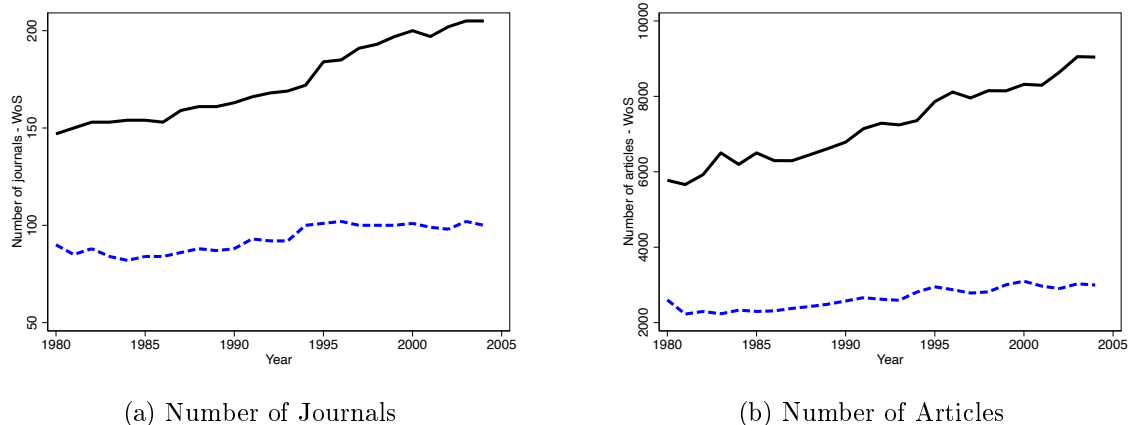 Number of journals - WoS
200
150
100
50
1980 1985 1990 1995 2000 2005
Year
(a) Number of Journals
Number of articles - WoS
10000
8000
6000
4000
2000
1980 1985 1990 1995 2000 2005
Year
(b) Number of Articles